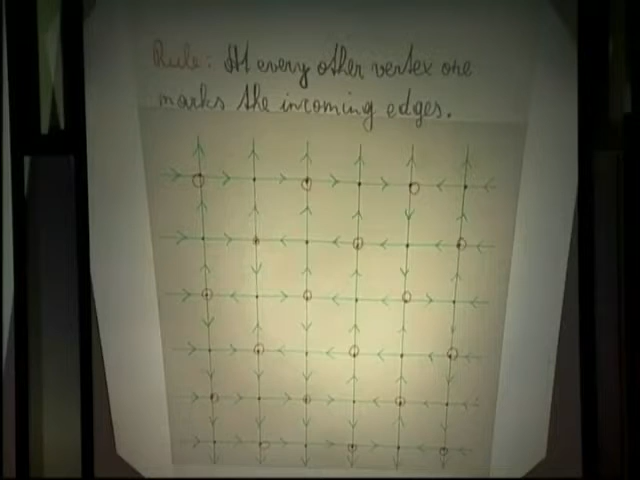 Rule: At every other vertex one
marks the incoming edges.